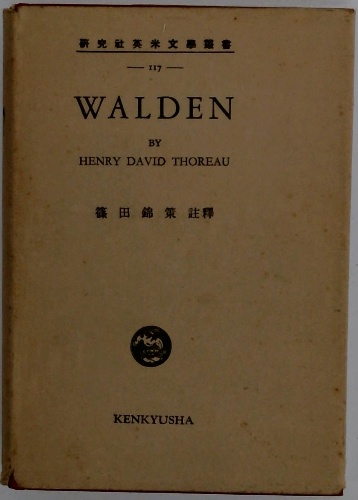 研究社英米文學叢書
— 117 —
WALDEN
BY
HENRY DAVID THOREAU
篠田錦策 註釋
KENKYUSHA